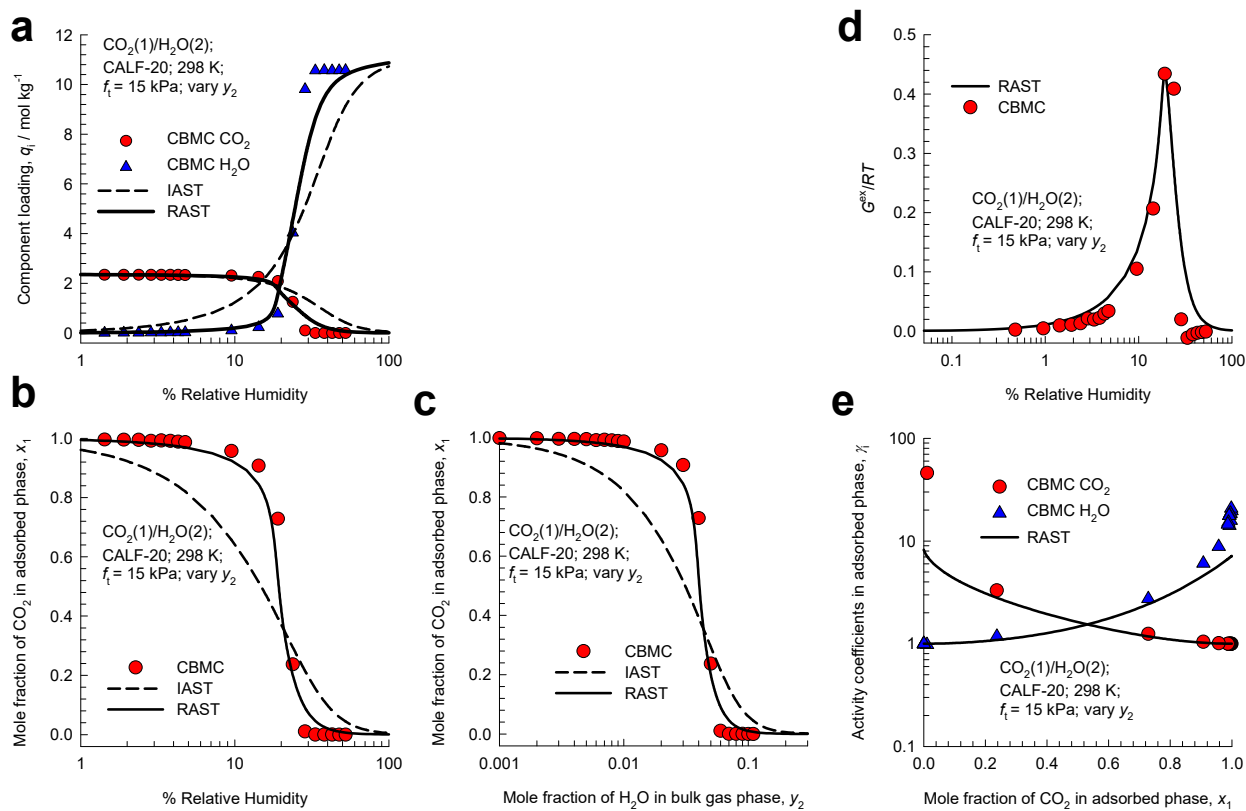 a
CO₂(1)/H₂O(2);
CALF-20; 298 K;
fₜ = 15 kPa; vary y₂
CBMC CO₂
CBMC H₂O
IAST
RAST
Component loading, qᵢ / mol kg⁻¹
12
10
8
6
4
2
0
1
10
100
% Relative Humidity
d
RAST
CBMC
CO₂(1)/H₂O(2);
CALF-20; 298 K;
fₜ = 15 kPa; vary y₂
Gᵉˣ/RT
0.5
0.4
0.3
0.2
0.1
0.0
0.1
1
10
100
% Relative Humidity
b
Mole fraction of CO₂ in adsorbed phase, x₁
1.0
0.8
0.6
0.4
0.2
0.0
CO₂(1)/H₂O(2);
CALF-20; 298 K;
fₜ = 15 kPa; vary y₂
CBMC
IAST
RAST
1
10
100
% Relative Humidity
c
Mole fraction of CO₂ in adsorbed phase, x₁
1.0
0.8
0.6
0.4
0.2
0.0
CO₂(1)/H₂O(2);
CALF-20; 298 K;
fₜ = 15 kPa; vary y₂
CBMC
IAST
RAST
0.001
0.01
0.1
Mole fraction of H₂O in bulk gas phase, y₂
e
Activity coefficients in adsorbed phase, γᵢ
100
10
1
0.1
CBMC CO₂
CBMC H₂O
RAST
CO₂(1)/H₂O(2);
CALF-20; 298 K;
fₜ = 15 kPa; vary y₂
0.0
0.2
0.4
0.6
0.8
1.0
Mole fraction of CO₂ in adsorbed phase, x₁